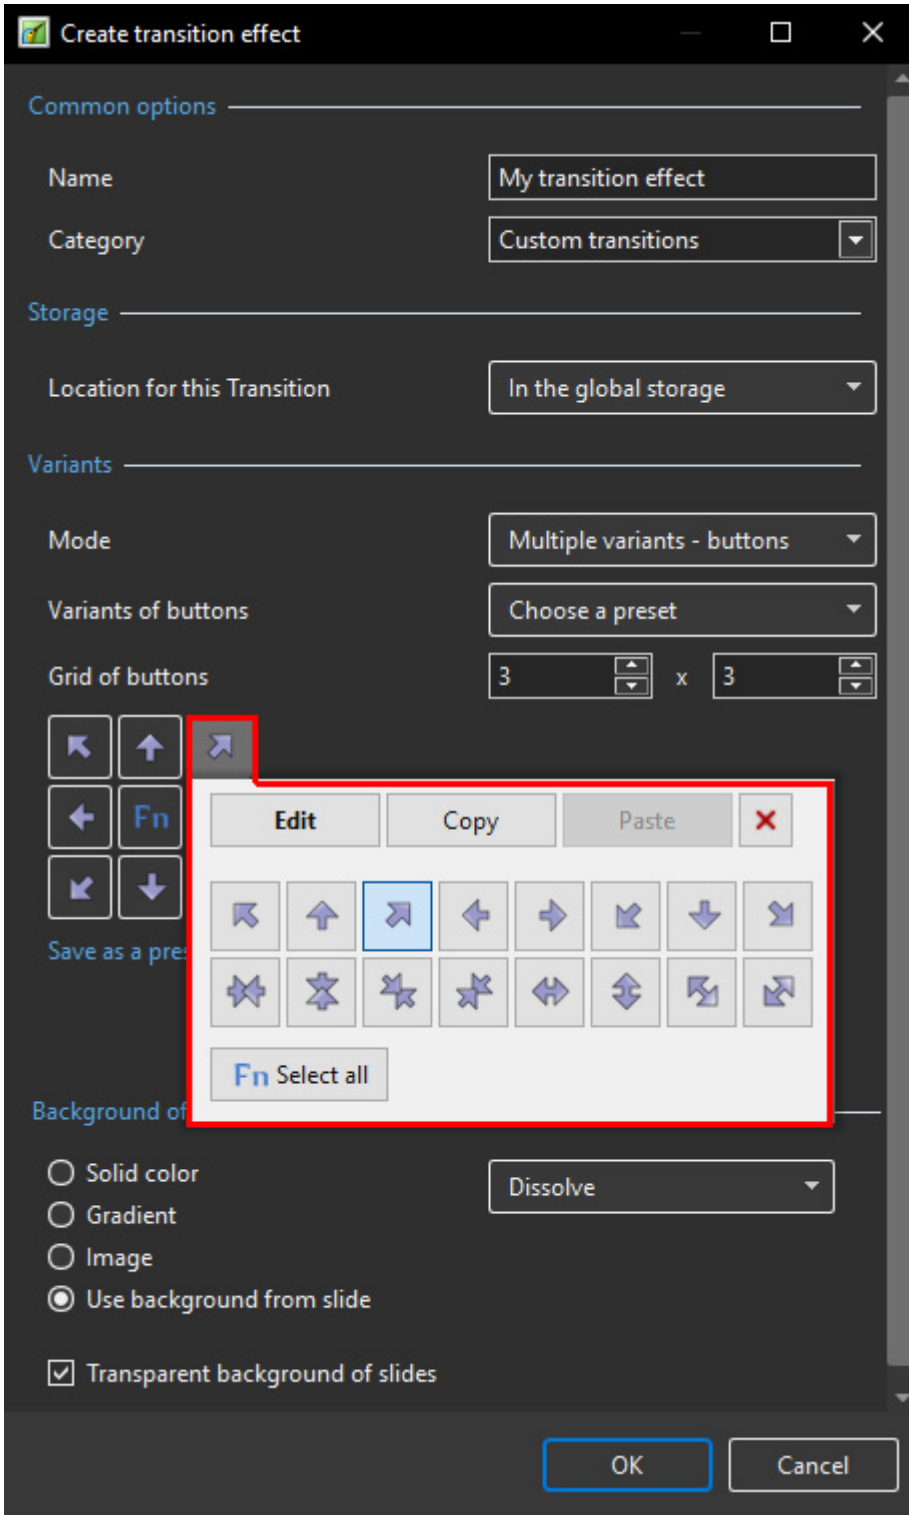 Create transition effect
Common options
Name My transition effect
Category Custom transitions
Storage
Location for this Transition In the global storage
Variants
Mode Multiple variants - buttons
Variants of buttons Choose a preset
Grid of buttons 3 x 3
Fn
Edit Copy Paste
Save as a
Fn Select all
Background of
Solid color Dissolve
Gradient
Image
Use background from slide
Transparent background of slides
OK Cancel